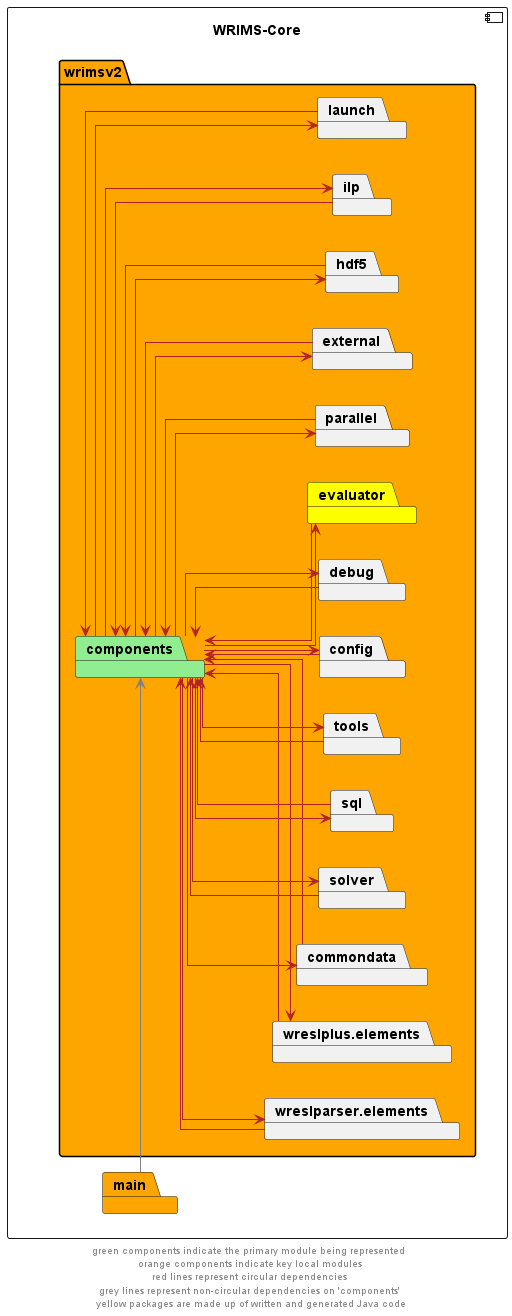 WRIMS-Core
wrimsv2
launch
ilp
hdf5
external
parallel
evaluator
debug
components
config
tools
sql
solver
commondata
wreslplus.elements
wreslparser.elements
main
green components indicate the primary module being represented
orange components indicate key local modules
red lines represent circular dependencies
grey lines represent non-circular dependencies on 'components'
yellow packages are made up of written and generated Java code